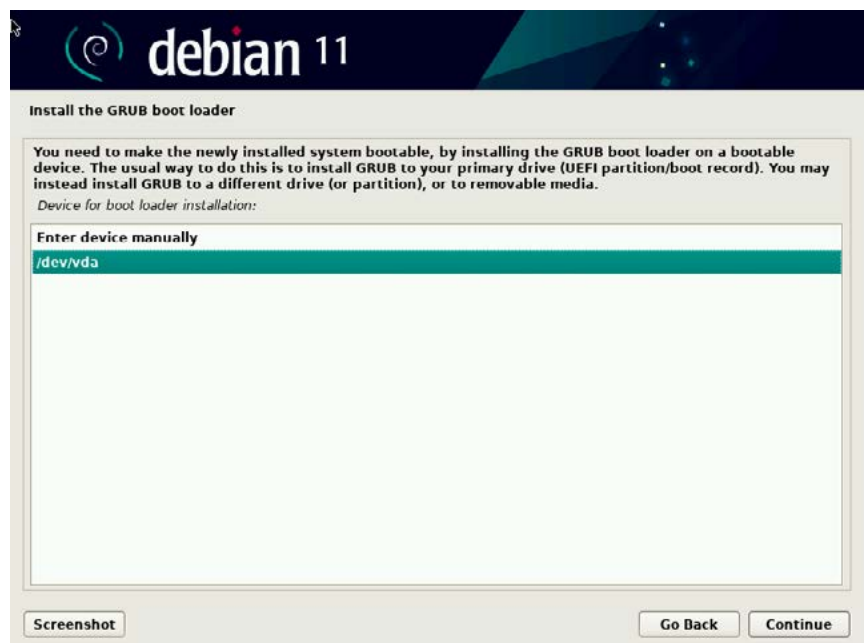 debian 11
Install the GRUB boot loader
You need to make the newly installed system bootable, by installing the GRUB boot loader on a bootable
device. The usual way to do this is to install GRUB to your primary drive (UEFI partition/boot record). You may
instead install GRUB to a different drive (or partition), or to removable media.
Device for boot loader installation:
Enter device manually
/dev/vda
Screenshot
Go Back
Continue